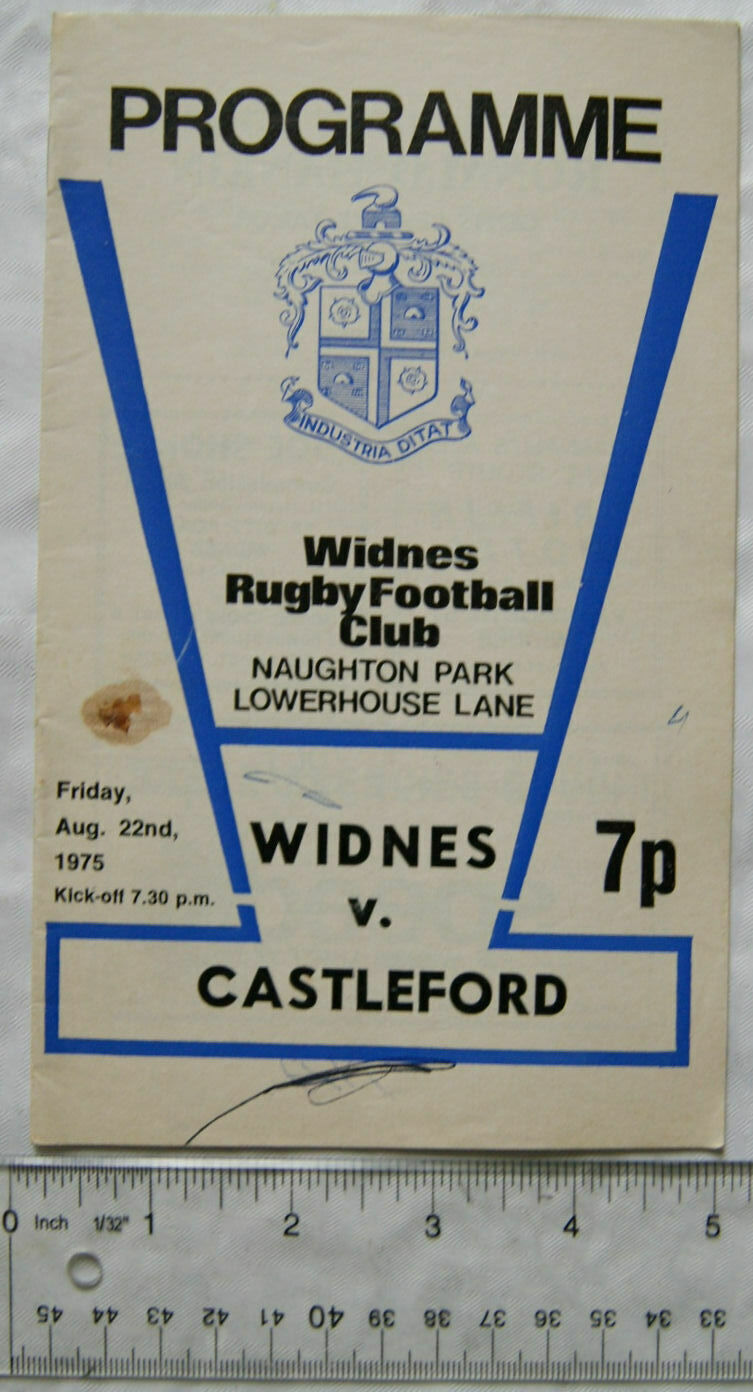 PROGRAMME
INDUSTRIA DITAT
Widnes
Rugby Football
Club
NAUGHTON PARK
LOWERHOUSE LANE
4
Friday,
Aug. 22nd,
1975
Kick-off 7.30 p.m.
WIDNES
v.
CASTLEFORD
7p
0 Inch 1/32" 1 2 3 4 5
45 44 43 42 41 40 39 38 37 36 35 34 33